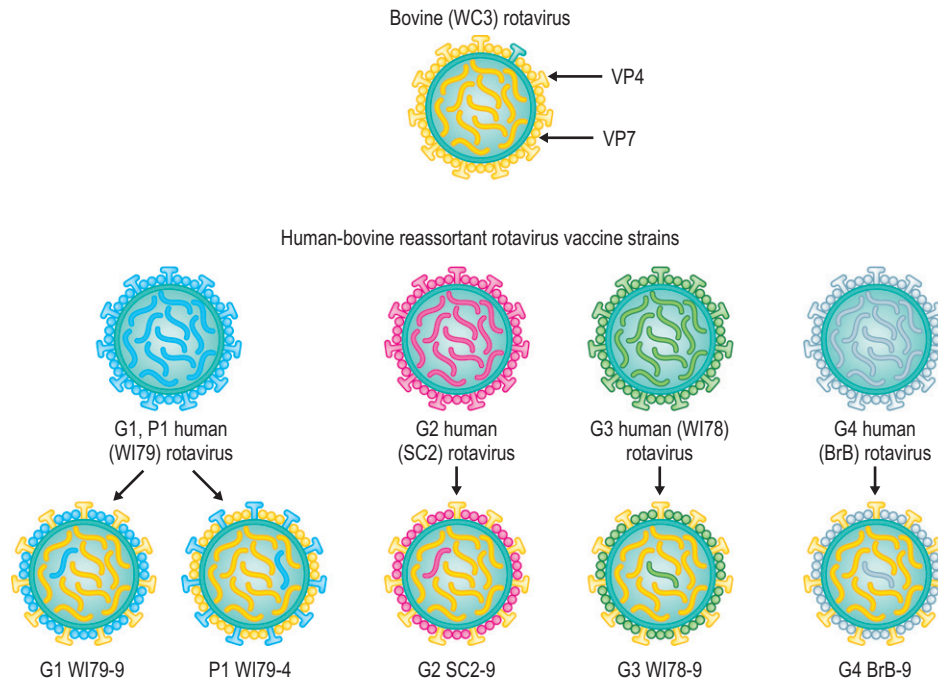 Bovine (WC3) rotavirus
VP4
VP7
Human-bovine reassortant rotavirus vaccine strains
G1, P1 human
(WI79) rotavirus
G2 human
(SC2) rotavirus
G3 human (WI78)
rotavirus
G4 human
(BrB) rotavirus
G1 WI79-9
P1 WI79-4
G2 SC2-9
G3 WI78-9
G4 BrB-9